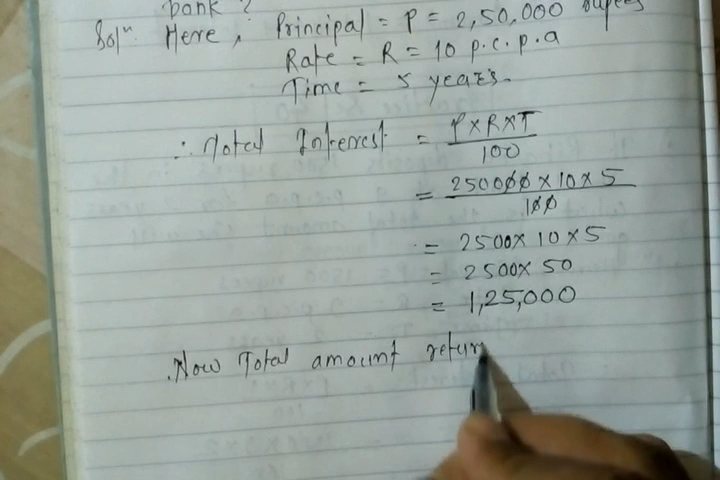 bank ?
Solⁿ. Here, Principal = P = 2,50,000 rupees
Rate = R = 10 p.c.p.a
Time = 5 years.
∴ Total Interest = P×R×T / 100
= 250000×10×5 / 100
= 2500×10×5
= 2500×50
= 1,25,000
Now Total amount return